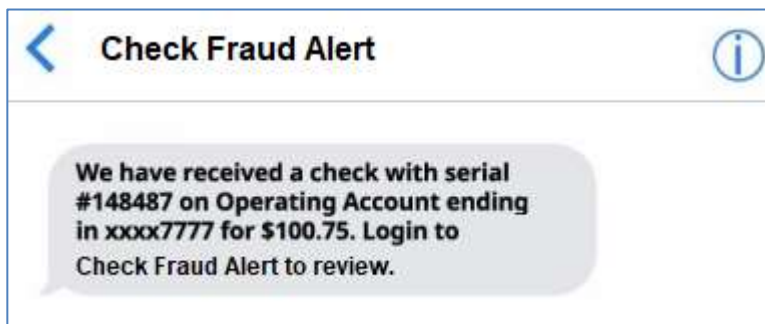 Check Fraud Alert
We have received a check with serial
#148487 on Operating Account ending
in xxxx7777 for $100.75. Login to
Check Fraud Alert to review.